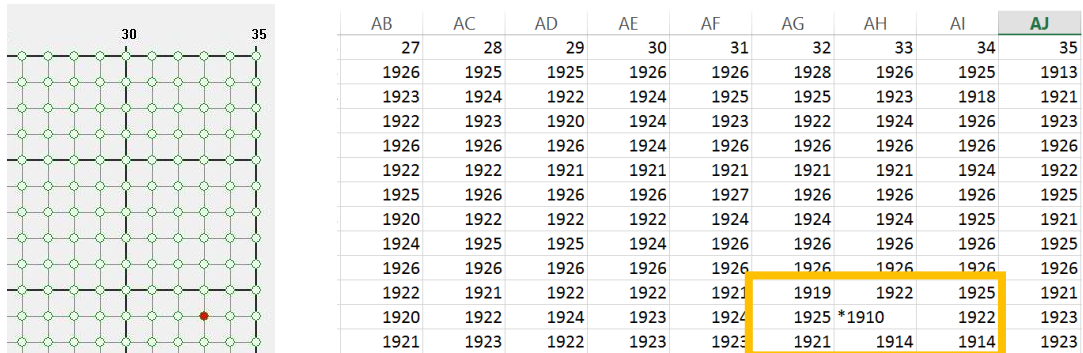 30 35
AB AC AD AE AF AG AH AI AJ
27 28 29 30 31 32 33 34 35
1926 1925 1925 1926 1926 1928 1926 1925 1913
1923 1924 1922 1924 1925 1925 1923 1918 1921
1922 1923 1920 1924 1923 1922 1924 1926 1923
1926 1926 1926 1924 1926 1926 1926 1926 1926
1922 1922 1921 1921 1921 1921 1921 1924 1922
1925 1926 1926 1926 1927 1926 1926 1926 1925
1920 1922 1922 1922 1924 1924 1924 1925 1921
1924 1925 1925 1924 1926 1926 1926 1926 1925
1926 1926 1926 1926 1926 1926 1926 1926 1926
1922 1921 1922 1922 1921 1919 1922 1925 1921
1920 1922 1924 1923 1924 1925 *1910 1922 1923
1921 1923 1922 1923 1923 1921 1914 1914 1923